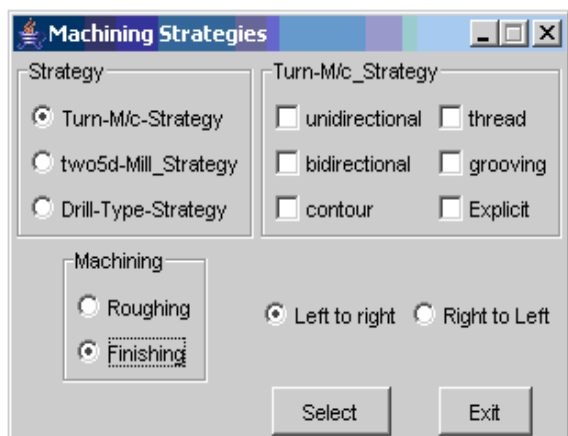 Machining Strategies
Strategy
Turn-M/c-Strategy
two5d-Mill_Strategy
Drill-Type-Strategy
Turn-M/c_Strategy
unidirectional thread
bidirectional grooving
contour Explicit
Machining
Roughing
Finishing
Left to right Right to Left
Select Exit